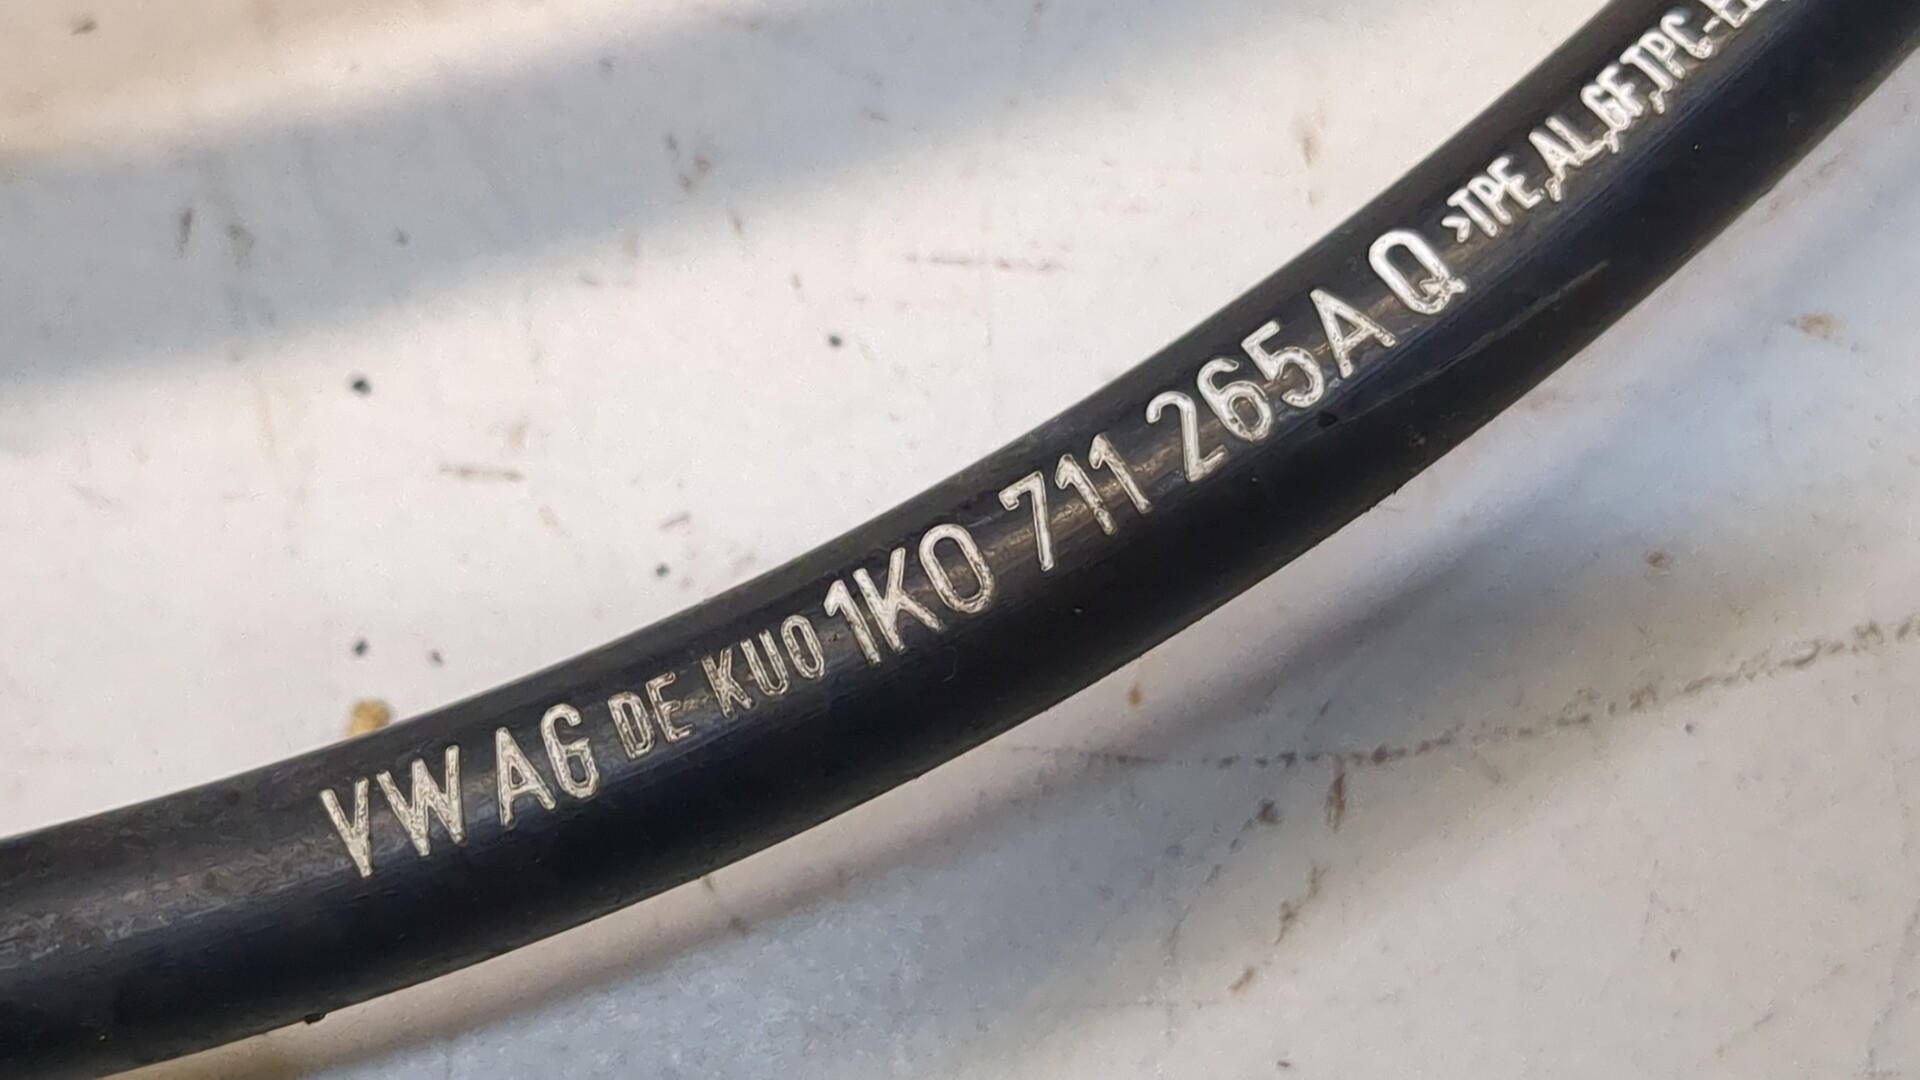 VW AG DE KUO 1K0 711 265 A Q >TPE,AL,GF,TPC-